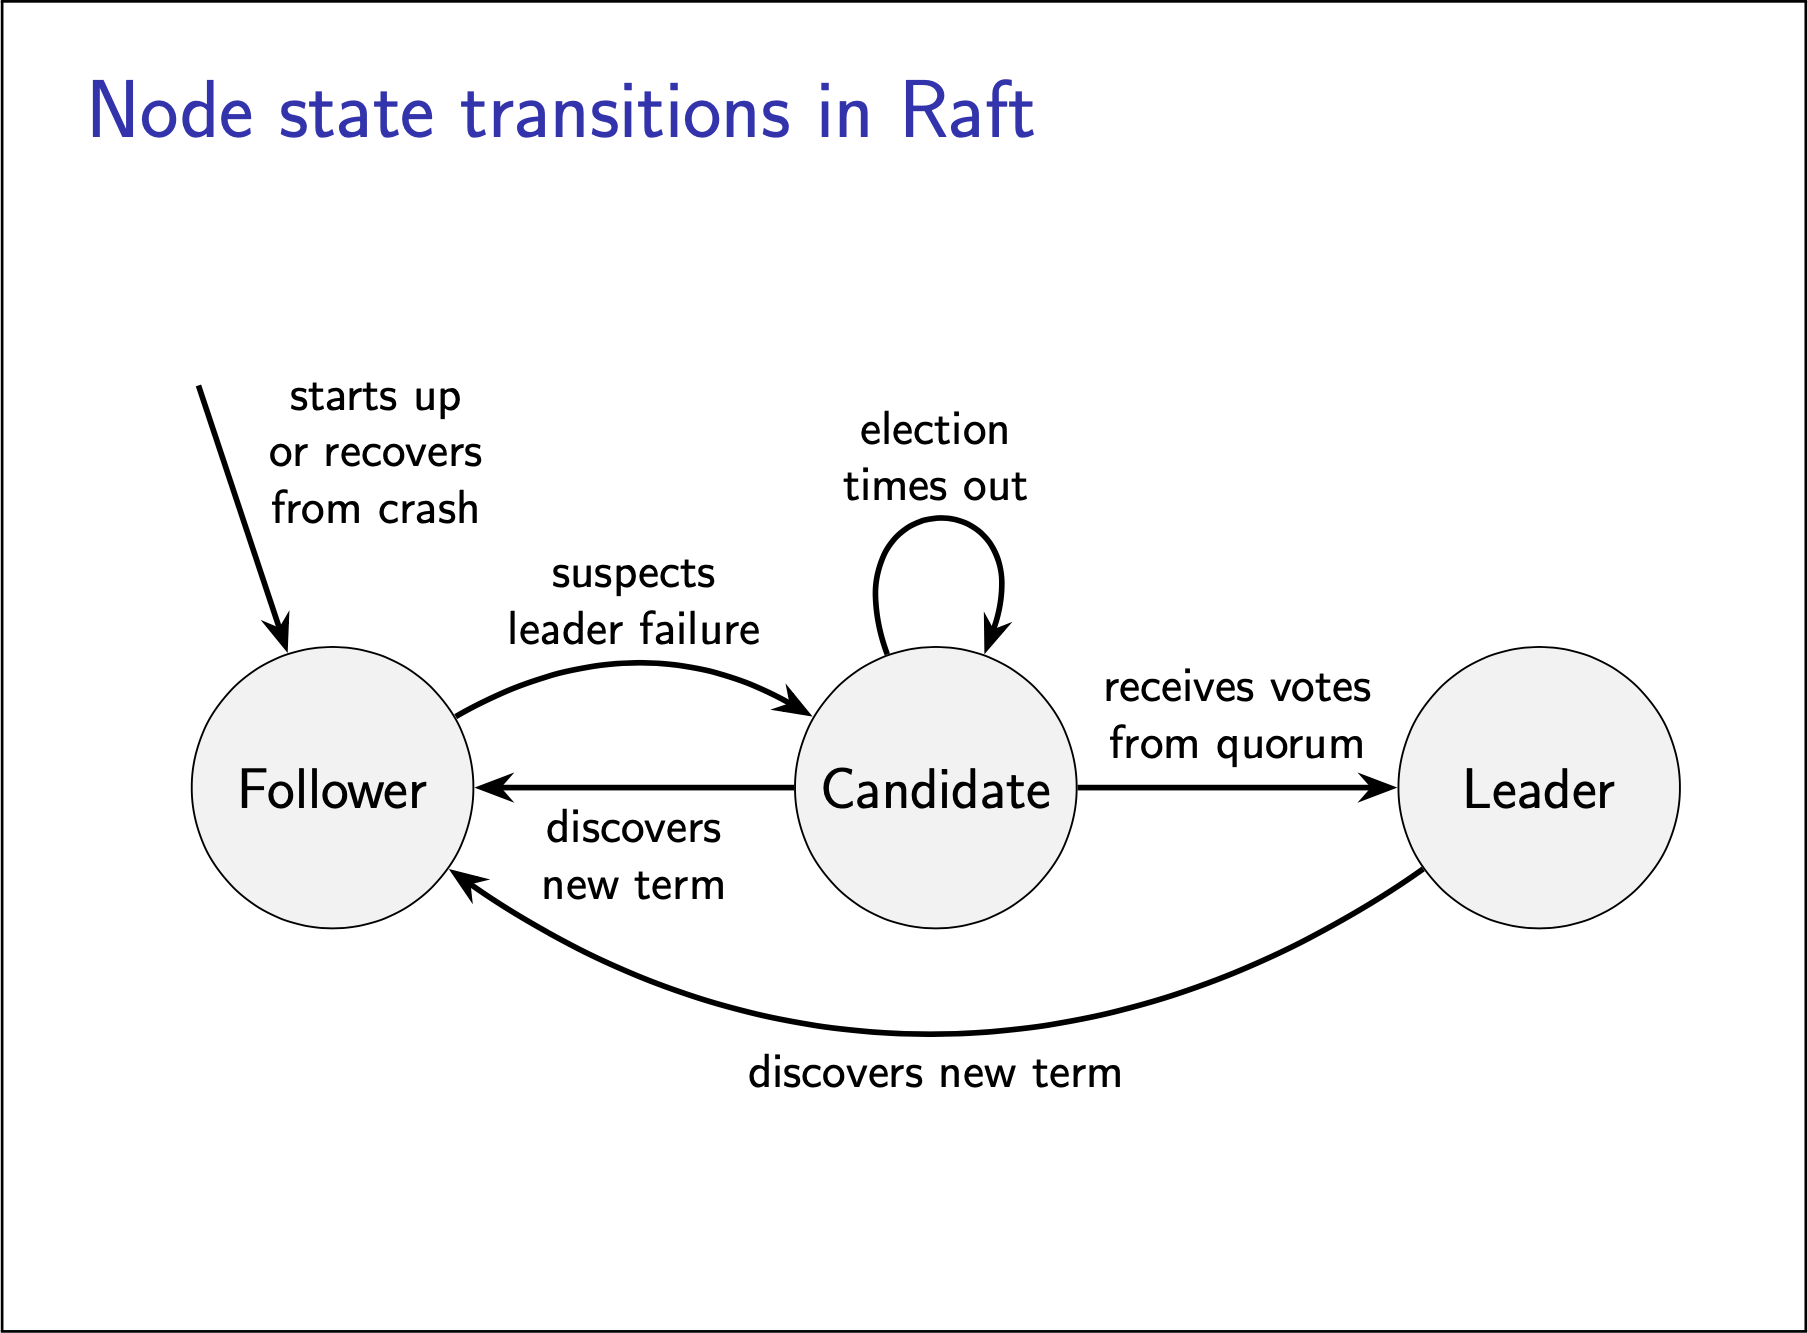 Node state transitions in Raft
starts up
or recovers
from crash
election
times out
suspects
leader failure
receives votes
from quorum
Follower
Candidate
Leader
discovers
new term
discovers new term